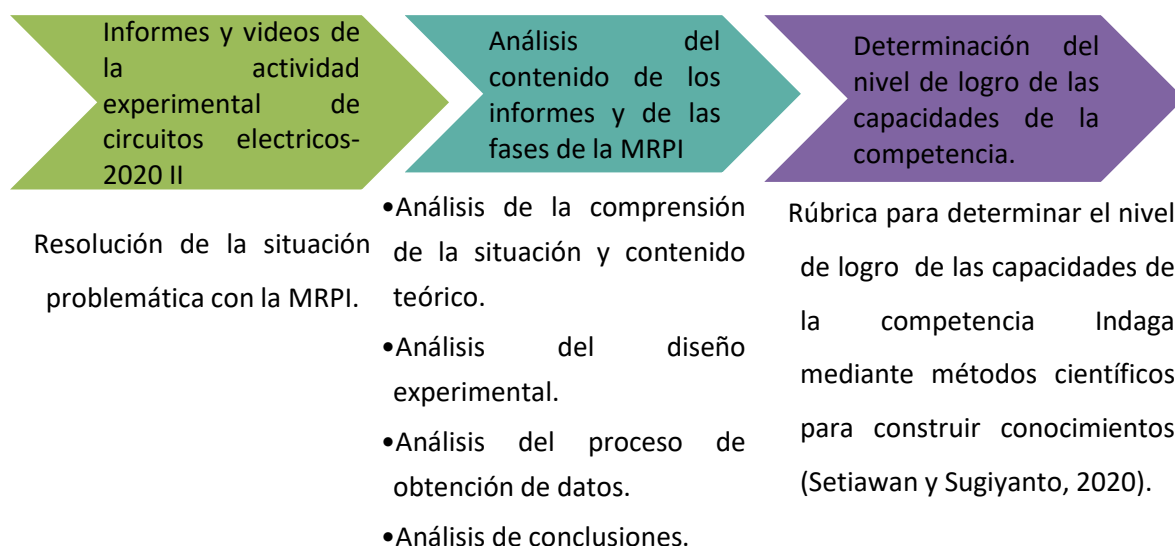 Informes y videos de
la actividad
experimental de
circuitos electricos-
2020 II
Resolución de la situación
problemática con la MRPI.
Análisis del
contenido de los
informes y de las
fases de la MRPI
•Análisis de la comprensión
de la situación y contenido
teórico.
•Análisis del diseño
experimental.
•Análisis del proceso de
obtención de datos.
•Análisis de conclusiones.
Determinación del
nivel de logro de las
capacidades de la
competencia.
Rúbrica para determinar el nivel
de logro de las capacidades de
la competencia Indaga
mediante métodos científicos
para construir conocimientos
(Setiawan y Sugiyanto, 2020).